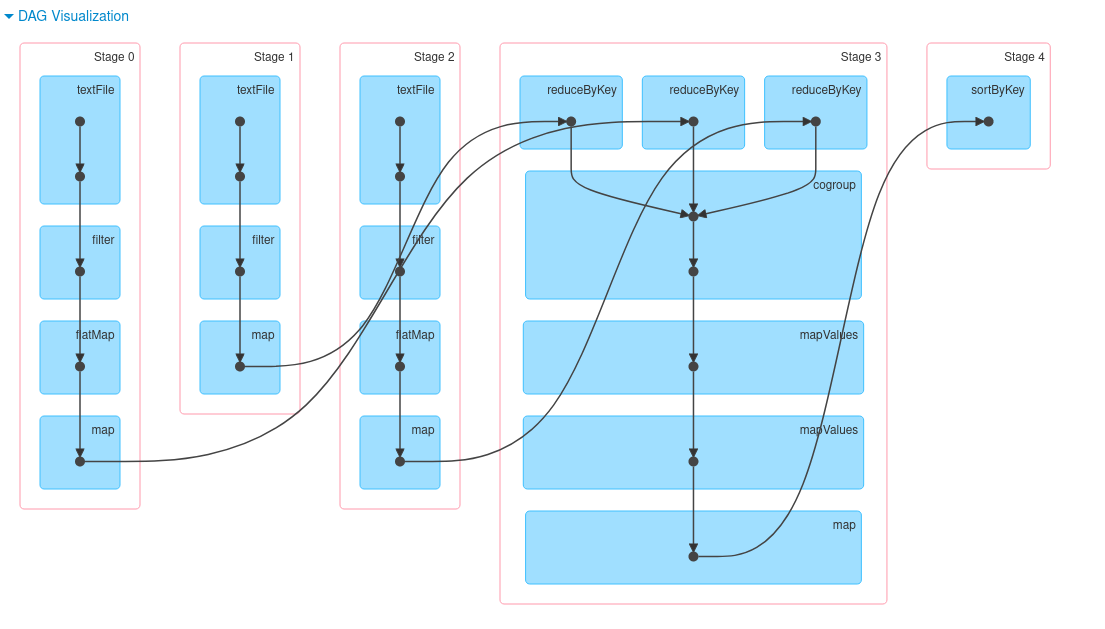 DAG Visualization
Stage 0
textFile
filter
flatMap
map
Stage 1
textFile
filter
map
Stage 2
textFile
filter
flatMap
map
Stage 3
reduceByKey
reduceByKey
reduceByKey
cogroup
mapValues
mapValues
map
Stage 4
sortByKey